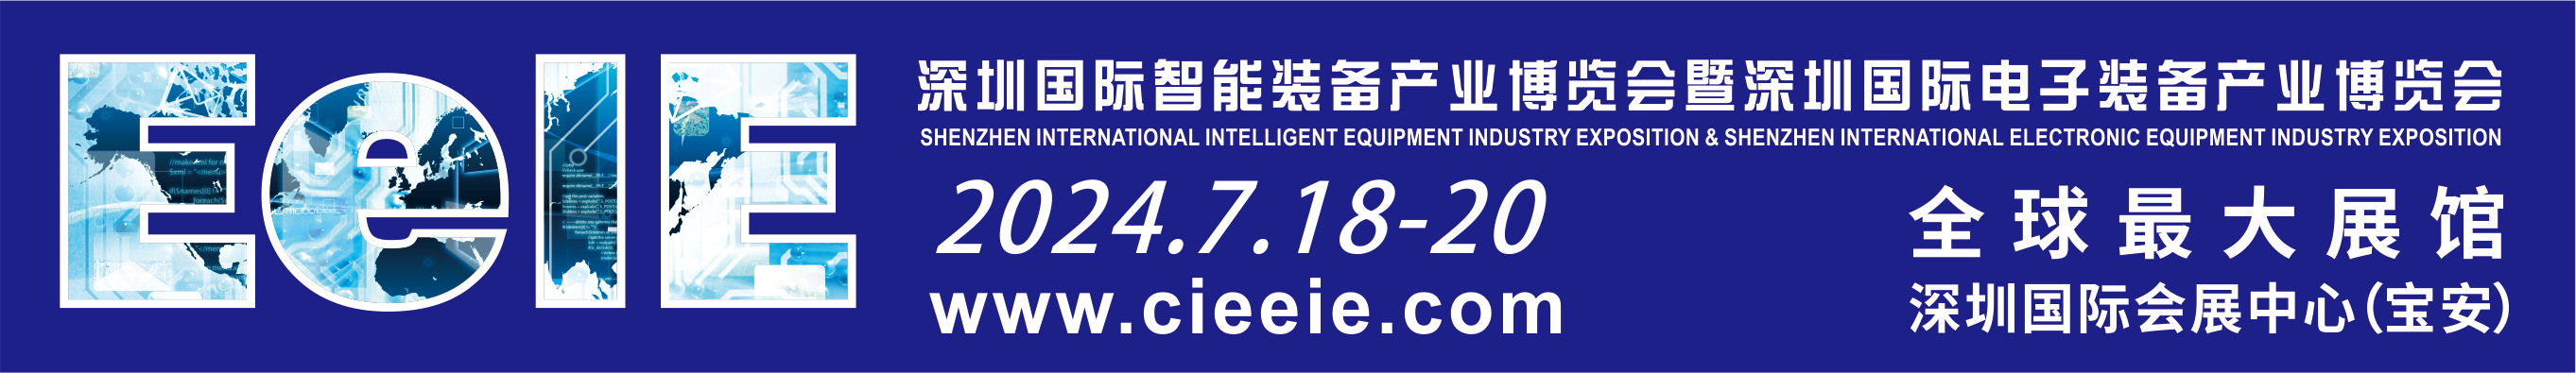 EeIE
深圳国际智能装备产业博览会暨深圳国际电子装备产业博览会
SHENZHEN INTERNATIONAL INTELLIGENT EQUIPMENT INDUSTRY EXPOSITION & SHENZHEN INTERNATIONAL ELECTRONIC EQUIPMENT INDUSTRY EXPOSITION
2024.7.18-20
www.cieeie.com
全球最大展馆
深圳国际会展中心(宝安)